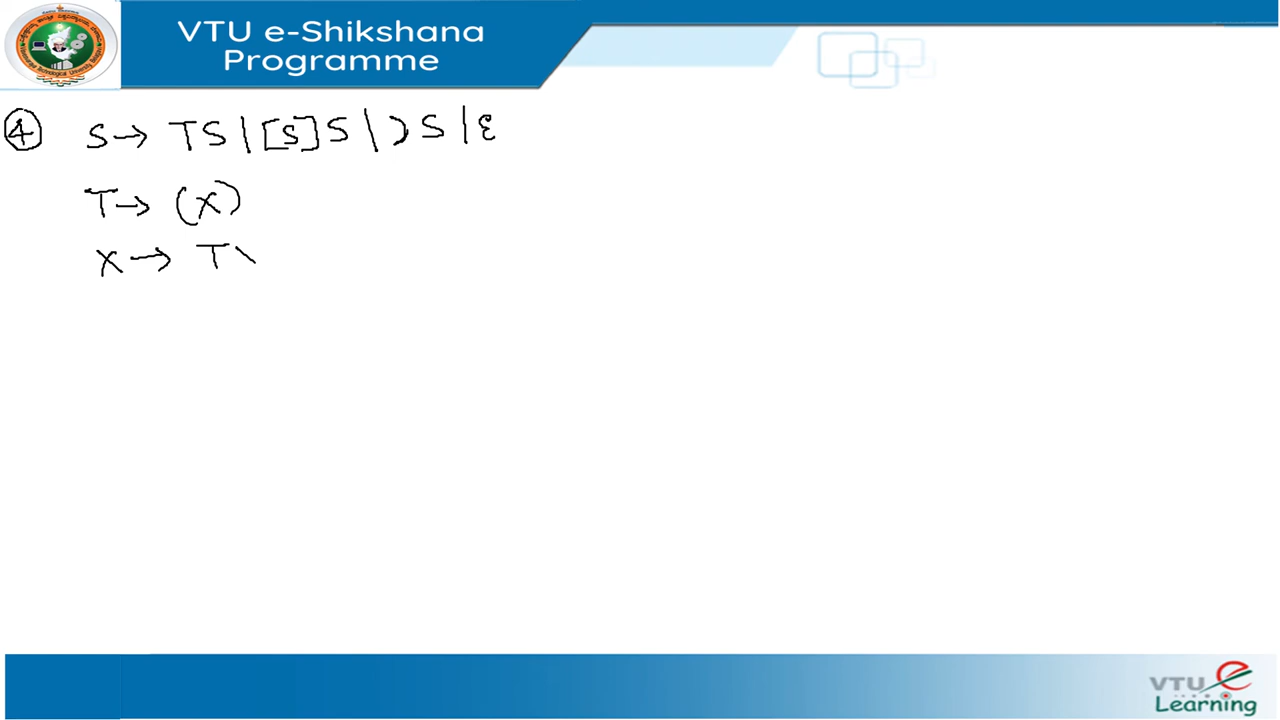 VTU e-Shikshana
Programme
④ S → TS | [S]S | )S | ε
T → (X)
X → T\
VTU e
Learning